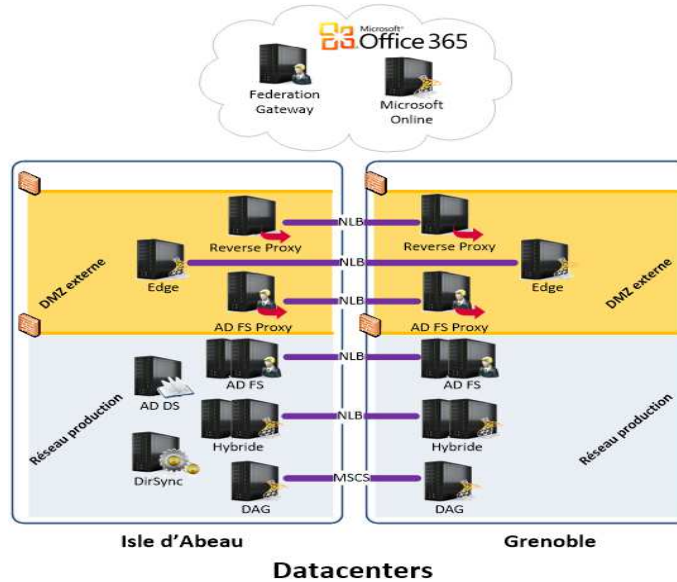 Microsoft®
Office 365
Federation
Gateway
Microsoft
Online
NLB
Reverse Proxy
Reverse Proxy
NLB
Edge
Edge
DMZ externe
DMZ externe
NLB
AD FS Proxy
AD FS Proxy
NLB
AD FS
AD FS
AD DS
NLB
Réseau production
Réseau production
Hybride
Hybride
DirSync
MSCS
DAG
DAG
Isle d'Abeau
Grenoble
Datacenters